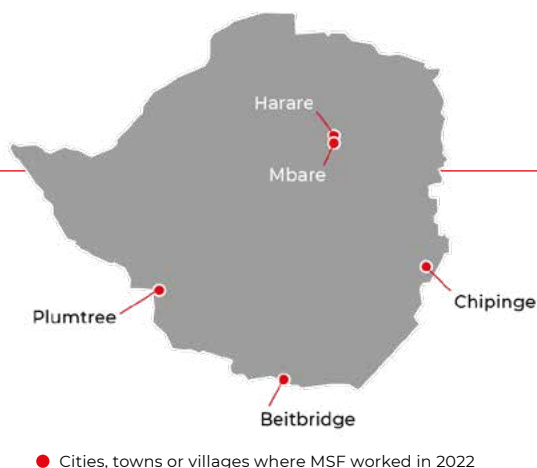 Harare
Mbare
Chipinge
Plumtree
Beitbridge
Cities, towns or villages where MSF worked in 2022